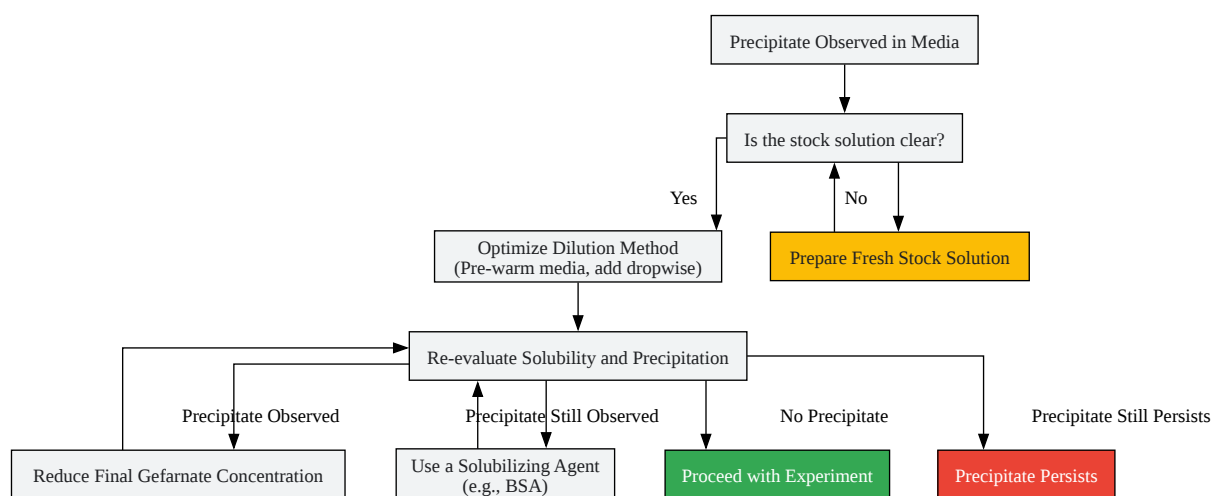 Precipitate Observed in Media
Is the stock solution clear?
Yes
No
Optimize Dilution Method
(Pre-warm media, add dropwise)
Prepare Fresh Stock Solution
Re-evaluate Solubility and Precipitation
Precipitate Observed
Precipitate Still Observed
No Precipitate
Precipitate Still Persists
Reduce Final Gefarnate Concentration
Use a Solubilizing Agent
(e.g., BSA)
Proceed with Experiment
Precipitate Persists